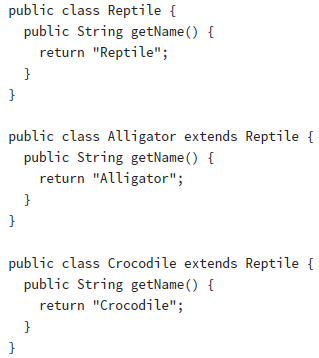 public class Reptile {
  public String getName() {
    return "Reptile";
  }
}

public class Alligator extends Reptile {
  public String getName() {
    return "Alligator";
  }
}

public class Crocodile extends Reptile {
  public String getName() {
    return "Crocodile";
  }
}